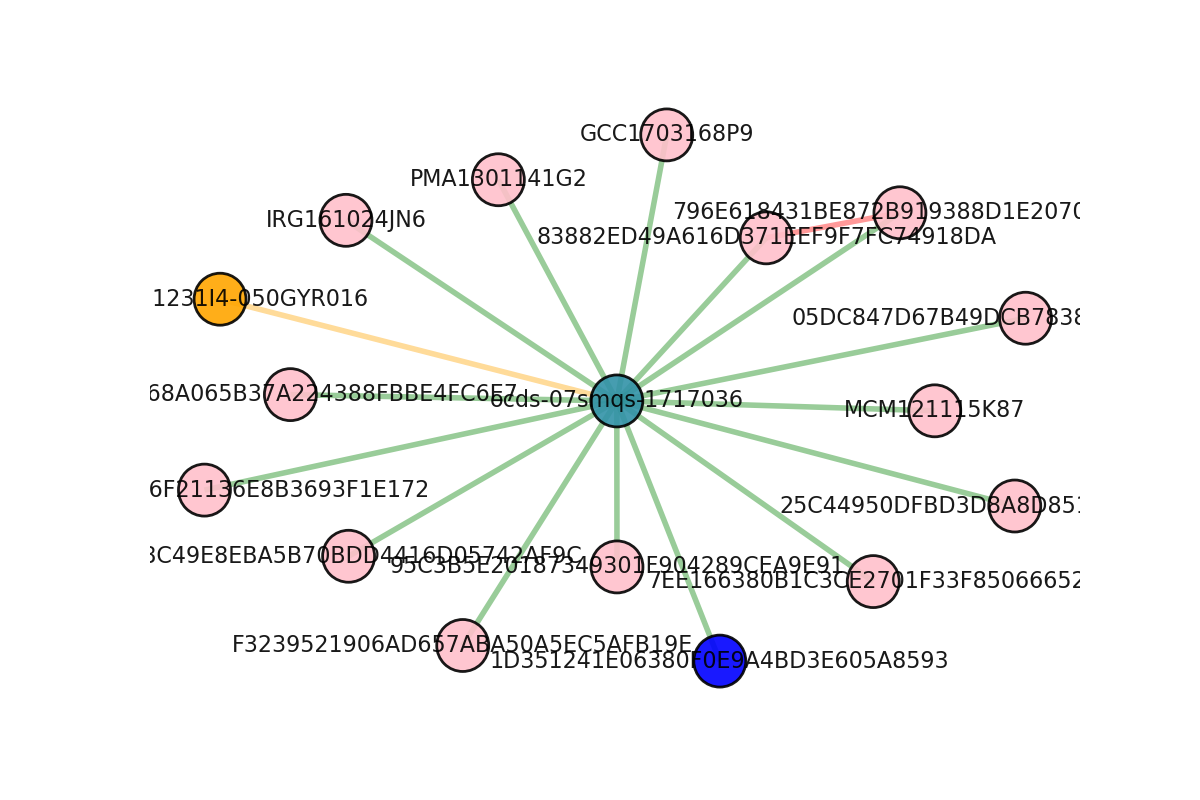 GCC1703168P9
PMA1301141G2
796E618431BE872B919388D1E2070
IRG161024JN6
83882ED49A616D371EEF9F7FC74918DA
1231I4-050GYR016
05DC847D67B49DCB7838
68A065B37A224388FBBE4FC6E7
6cds-07smqs-1717036
MCM121115K87
6F21136E8B3693F1E172
25C44950DFBD3D8A8D851
3C49E8EBA5B70BDD4416D05742AF9C
95C3B5E20187349301F904289CEA9E91
7EE166380B1C3CE2701F33F85066652
F3239521906AD657ABA50A5EC5AFB19E
1D351241E06380F0E9A4BD3E605A8593